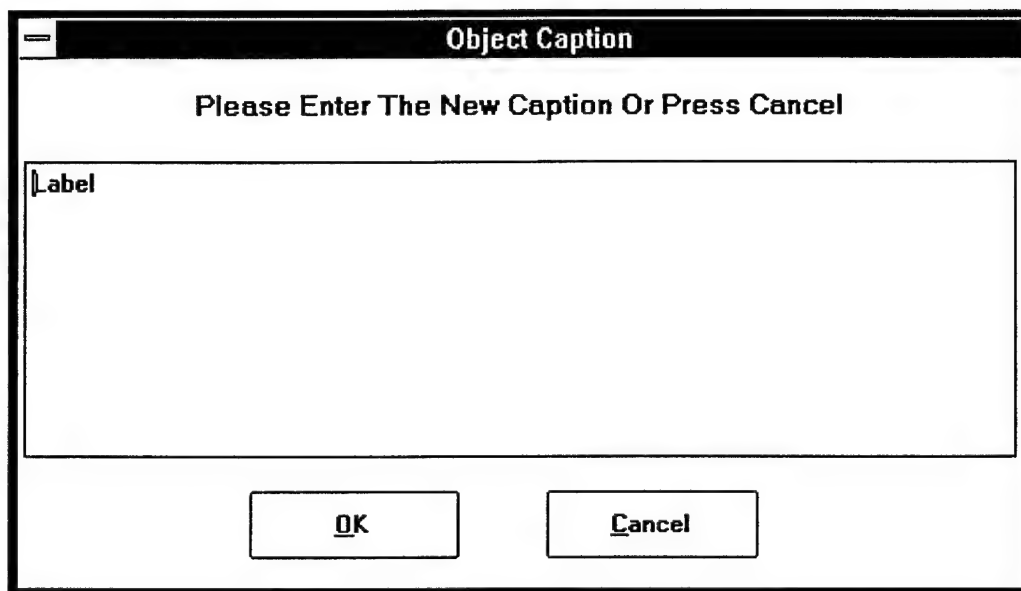 Object Caption
Please Enter The New Caption Or Press Cancel
Label
OK
Cancel